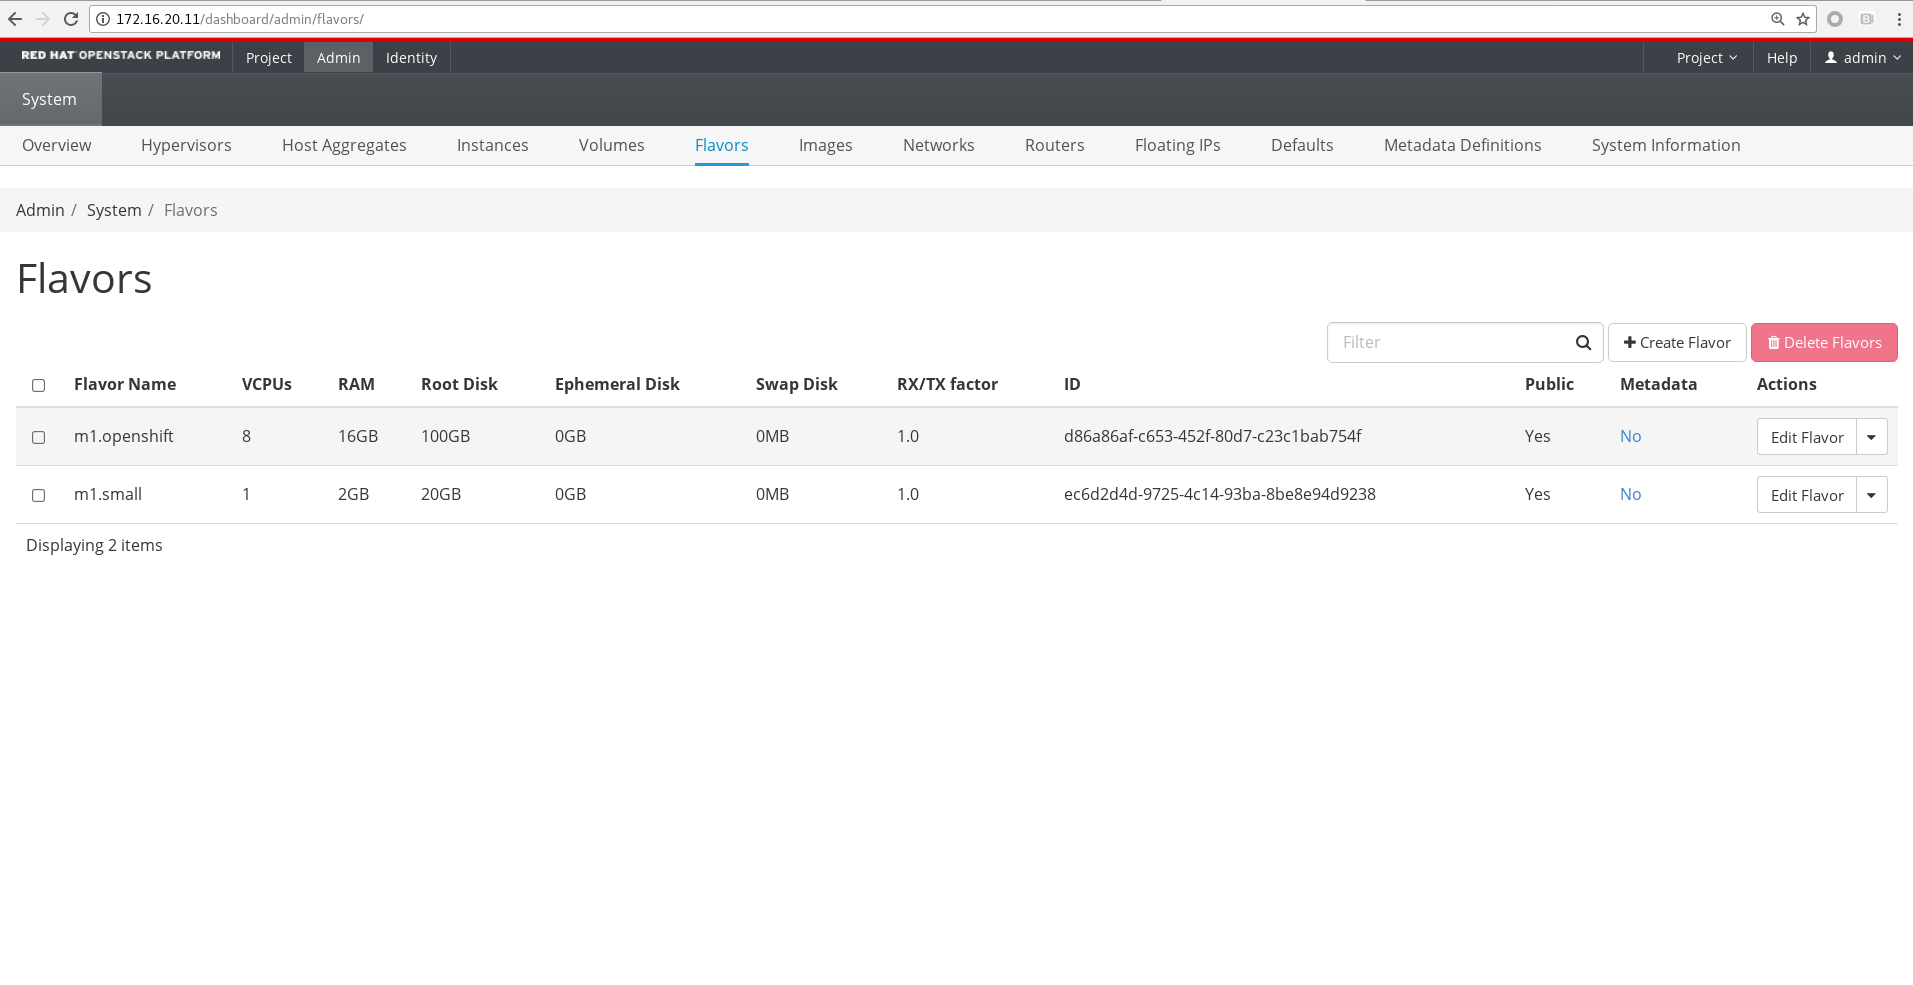 172.16.20.11/dashboard/admin/flavors/
RED HAT OPENSTACK PLATFORM Project Admin Identity Project Help admin
System
Overview Hypervisors Host Aggregates Instances Volumes Flavors Images Networks Routers Floating IPs Defaults Metadata Definitions System Information
Admin / System / Flavors
Flavors
Filter Create Flavor Delete Flavors
Flavor Name VCPUs RAM Root Disk Ephemeral Disk Swap Disk RX/TX factor ID Public Metadata Actions
m1.openshift 8 16GB 100GB 0GB 0MB 1.0 d86a86af-c653-452f-80d7-c23c1bab754f Yes No Edit Flavor
m1.small 1 2GB 20GB 0GB 0MB 1.0 ec6d2d4d-9725-4c14-93ba-8be8e94d9238 Yes No Edit Flavor
Displaying 2 items